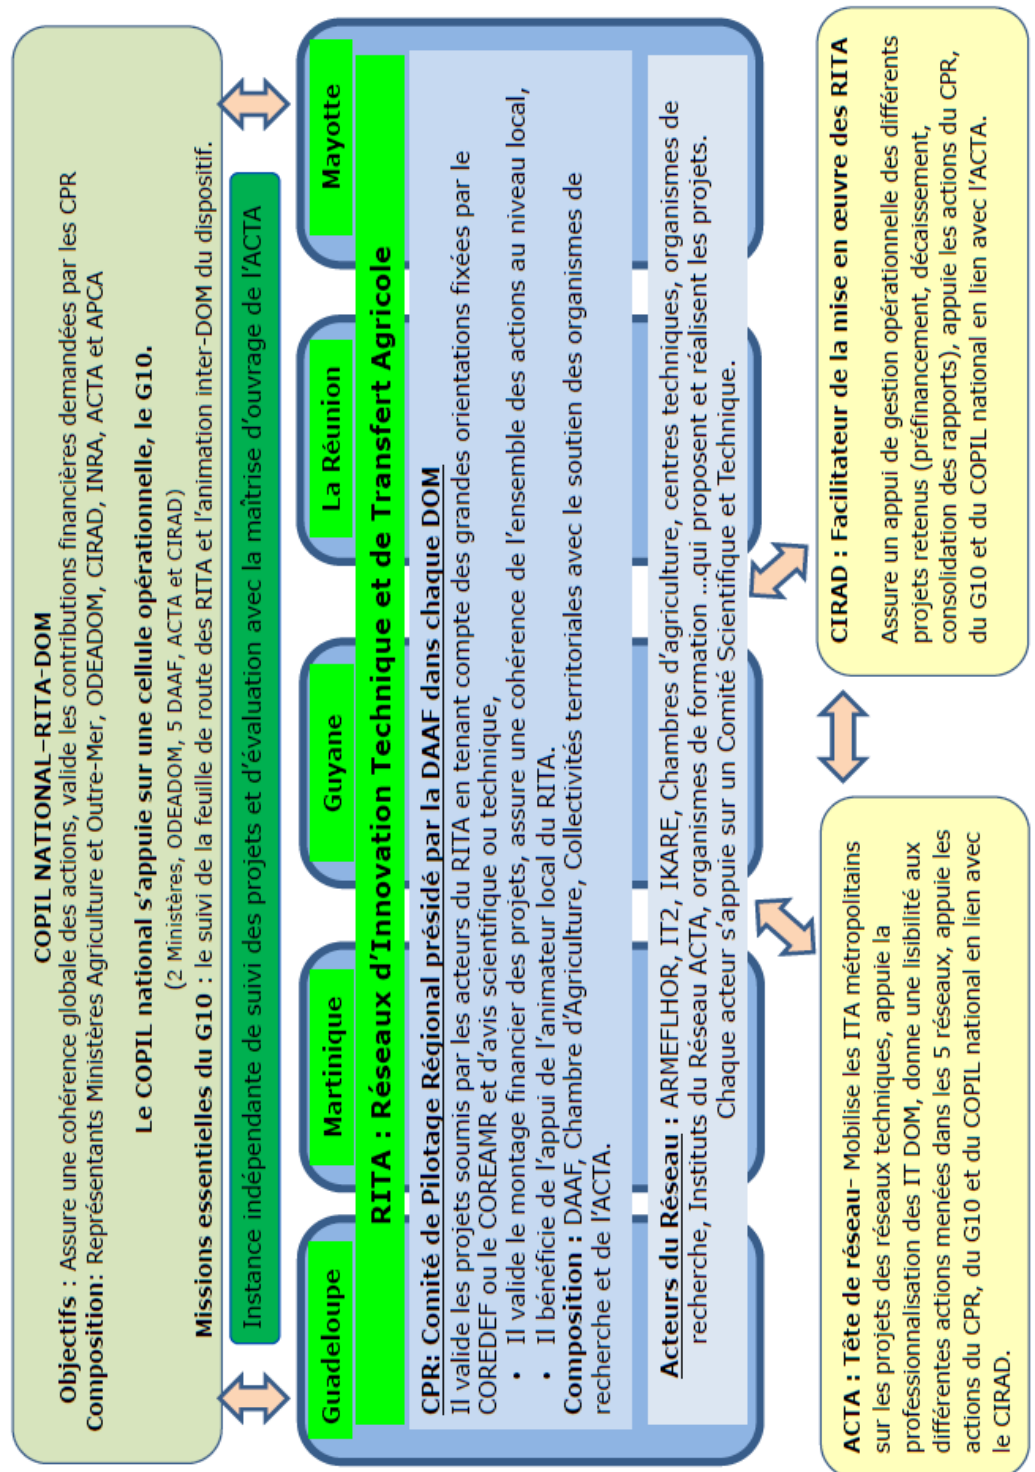 COPIL NATIONAL–RITA-DOM
Objectifs : Assure une cohérence globale des actions, valide les contributions financières demandées par les CPR
Composition: Représentants Ministères Agriculture et Outre-Mer, ODEADOM, CIRAD, INRA, ACTA et APCA
Le COPIL national s’appuie sur une cellule opérationnelle, le G10.
(2 Ministères, ODEADOM, 5 DAAF, ACTA et CIRAD)
Missions essentielles du G10 : le suivi de la feuille de route des RITA et l’animation inter-DOM du dispositif.
Instance indépendante de suivi des projets et d’évaluation avec la maîtrise d’ouvrage de l’ACTA
Guadeloupe
Martinique
Guyane
La Réunion
Mayotte
RITA : Réseaux d’Innovation Technique et de Transfert Agricole
CPR: Comité de Pilotage Régional présidé par la DAAF dans chaque DOM
Il valide les projets soumis par les acteurs du RITA en tenant compte des grandes orientations fixées par le
COREDEF ou le COREAMR et d’avis scientifique ou technique,
• Il valide le montage financier des projets, assure une cohérence de l’ensemble des actions au niveau local,
• Il bénéficie de l’appui de l’animateur local du RITA.
Composition : DAAF, Chambre d’Agriculture, Collectivités territoriales avec le soutien des organismes de
recherche et de l’ACTA.
Acteurs du Réseau : ARMEFLHOR, IT2, IKARE, Chambres d’agriculture, centres techniques, organismes de
recherche, Instituts du Réseau ACTA, organismes de formation ...qui proposent et réalisent les projets.
Chaque acteur s’appuie sur un Comité Scientifique et Technique.
ACTA : Tête de réseau- Mobilise les ITA métropolitains
sur les projets des réseaux techniques, appuie la
professionnalisation des IT DOM, donne une lisibilité aux
différentes actions menées dans les 5 réseaux, appuie les
actions du CPR, du G10 et du COPIL national en lien avec
le CIRAD.
CIRAD : Facilitateur de la mise en œuvre des RITA
Assure un appui de gestion opérationnelle des différents
projets retenus (préfinancement, décaissement,
consolidation des rapports), appuie les actions du CPR,
du G10 et du COPIL national en lien avec l’ACTA.